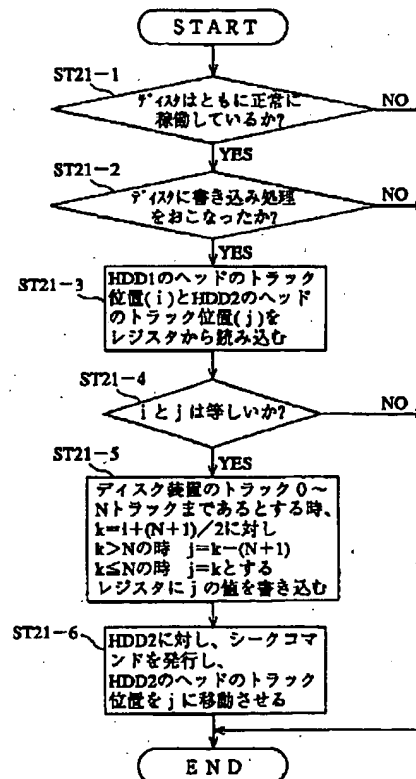 START
ST21-1
ディスクはともに正常に
稼働しているか?
NO
YES
ST21-2
ディスクに書き込み処理
をおこなったか?
NO
YES
ST21-3
HDD1のヘッドのトラック
位置(i)とHDD2のヘッド
のトラック位置(j)を
レジスタから読み込む
ST21-4
iとjは等しいか?
NO
YES
ST21-5
ディスク装置のトラック0〜
Nトラックまであるとする時、
k=i+(N+1)/2に対し
k>Nの時 j=k-(N+1)
k≦Nの時 j=kとする
レジスタにjの値を書き込む
ST21-6
HDD2に対し、シークコマ
ンドを発行し、
HDD2のヘッドのトラック
位置をjに移動させる
END